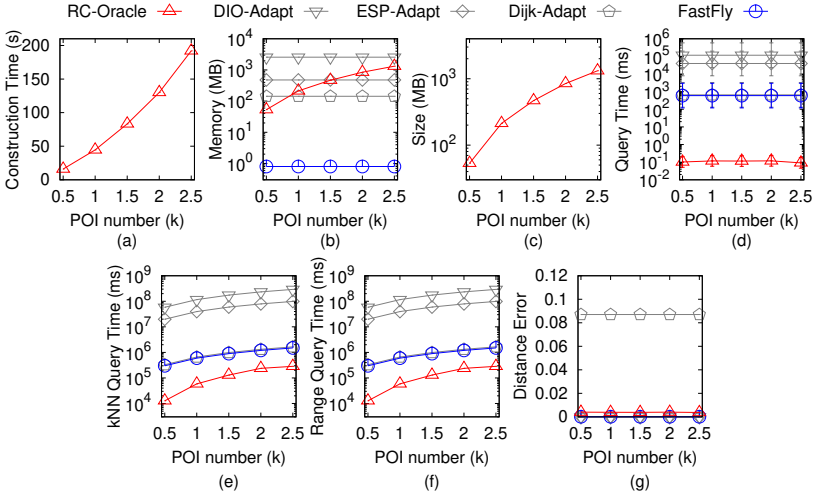 RC-Oracle DIO-Adapt ESP-Adapt Dijk-Adapt FastFly
Construction Time (s)
200
150
100
50
0
0.5 1 1.5 2 2.5
POI number (k)
(a)
Memory (MB)
10^4
10^3
10^2
10^1
10^0
0.5 1 1.5 2 2.5
POI number (k)
(b)
Size (MB)
10^3
10^2
0.5 1 1.5 2 2.5
POI number (k)
(c)
Query Time (ms)
10^6
10^5
10^4
10^3
10^2
10^1
10^0
10^-1
10^-2
0.5 1 1.5 2 2.5
POI number (k)
(d)
kNN Query Time (ms)
10^9
10^8
10^7
10^6
10^5
10^4
0.5 1 1.5 2 2.5
POI number (k)
(e)
Range Query Time (ms)
10^9
10^8
10^7
10^6
10^5
10^4
0.5 1 1.5 2 2.5
POI number (k)
(f)
Distance Error
0.12
0.1
0.08
0.06
0.04
0.02
0
0.5 1 1.5 2 2.5
POI number (k)
(g)